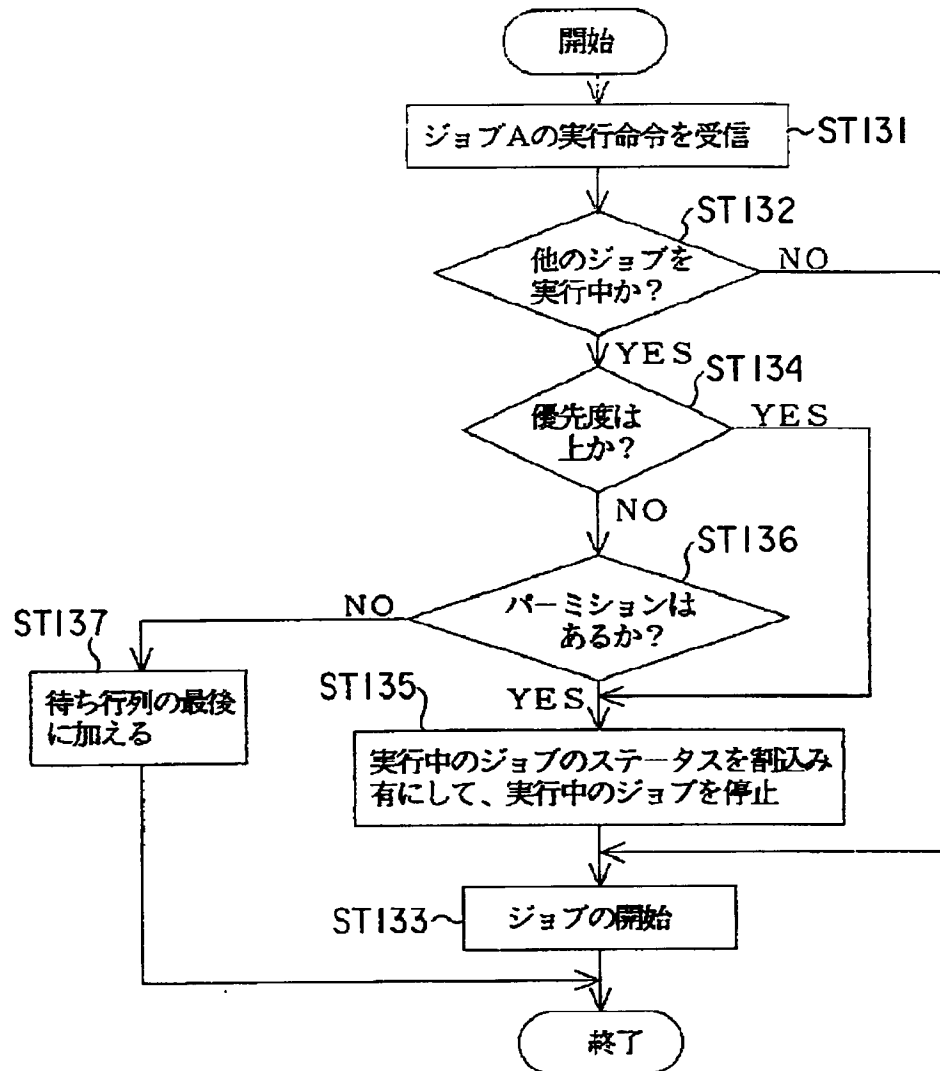 開始
ジョブAの実行命令を受信
ST131
ST132
他のジョブを
実行中か?
NO
YES
ST134
優先度は
上か?
YES
NO
ST136
パーミションは
あるか?
NO
ST137
待ち行列の最後
に加える
YES
ST135
実行中のジョブのステータスを割込み
有にして、実行中のジョブを停止
ST133
ジョブの開始
終了